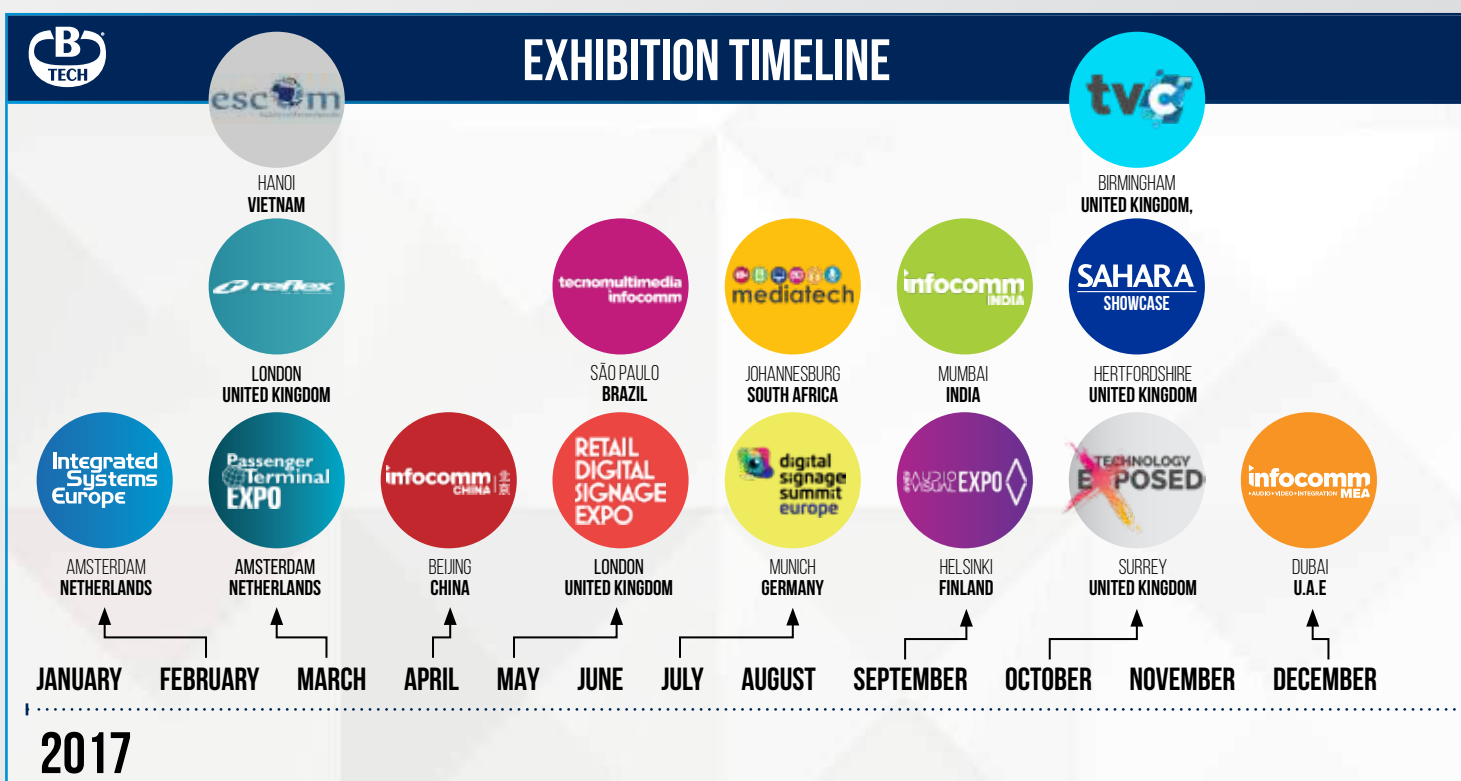 B
TECH
EXHIBITION TIMELINE
escom
tvc
HANOI
VIETNAM
BIRMINGHAM
UNITED KINGDOM,
reflex
tecnomultimedia
infocomm
mediatech
infocomm
INDIA
SAHARA
SHOWCASE
LONDON
UNITED KINGDOM
SÃO PAULO
BRAZIL
JOHANNESBURG
SOUTH AFRICA
MUMBAI
INDIA
HERTFORDSHIRE
UNITED KINGDOM
Integrated
Systems
Europe
Passenger
Terminal
EXPO
infocomm
CHINA
RETAIL
DIGITAL
SIGNAGE
EXPO
digital
signage
summit
europe
AUDIO
VISUAL EXPO
TECHNOLOGY
EXPOSED
infocomm
AUDIO•VIDEO•INTEGRATION MEA
AMSTERDAM
NETHERLANDS
AMSTERDAM
NETHERLANDS
BEIJING
CHINA
LONDON
UNITED KINGDOM
MUNICH
GERMANY
HELSINKI
FINLAND
SURREY
UNITED KINGDOM
DUBAI
U.A.E
JANUARY FEBRUARY MARCH APRIL MAY JUNE JULY AUGUST SEPTEMBER OCTOBER NOVEMBER DECEMBER
2017